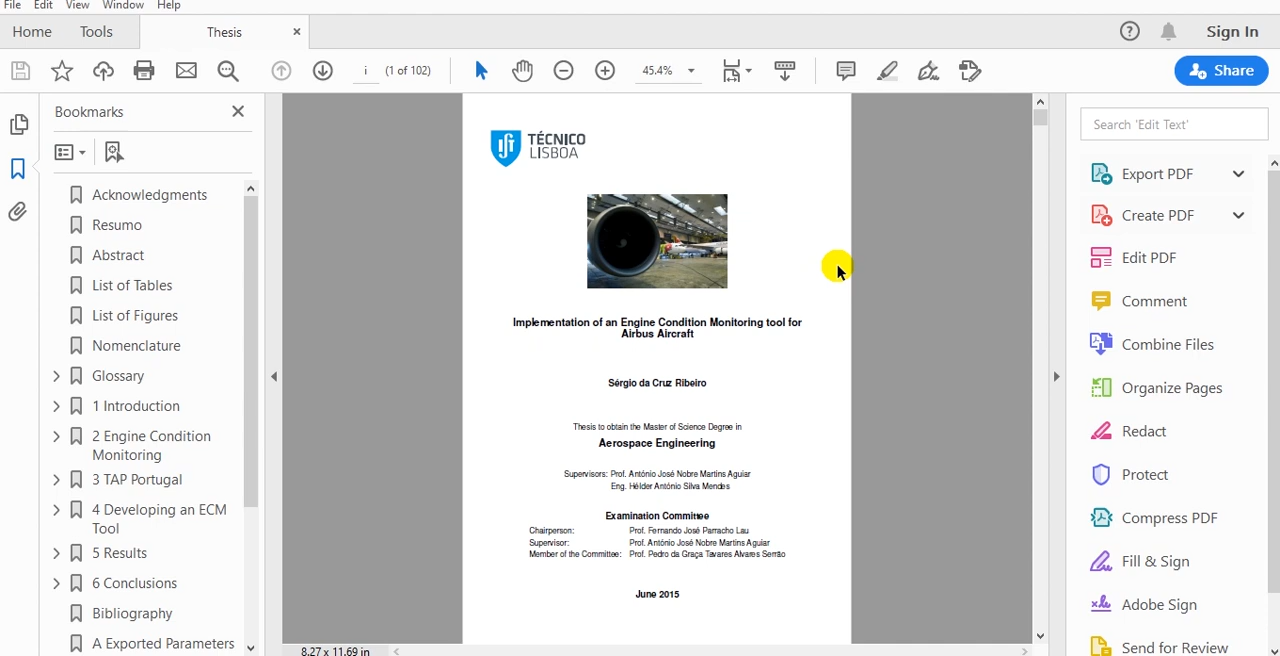 File Edit View Window Help
Home Tools Thesis × Sign In
i (1 of 102) 45.4% Share
Bookmarks
Acknowledgments
Resumo
Abstract
List of Tables
List of Figures
Nomenclature
Glossary
1 Introduction
2 Engine Condition
Monitoring
3 TAP Portugal
4 Developing an ECM
Tool
5 Results
6 Conclusions
Bibliography
A Exported Parameters
TÉCNICO
LISBOA
Implementation of an Engine Condition Monitoring tool for
Airbus Aircraft
Sérgio da Cruz Ribeiro
Thesis to obtain the Master of Science Degree in
Aerospace Engineering
Supervisors: Prof. António José Nobre Martins Aguiar
Eng. Hélder António Silva Mendes
Examination Committee
Chairperson: Prof. Fernando José Parracho Lau
Supervisor: Prof. António José Nobre Martins Aguiar
Member of the Committee: Prof. Pedro da Graça Tavares Alvares Serrão
June 2015
8.27 x 11.69 in
Search 'Edit Text'
Export PDF
Create PDF
Edit PDF
Comment
Combine Files
Organize Pages
Redact
Protect
Compress PDF
Fill & Sign
Adobe Sign
Send for Review